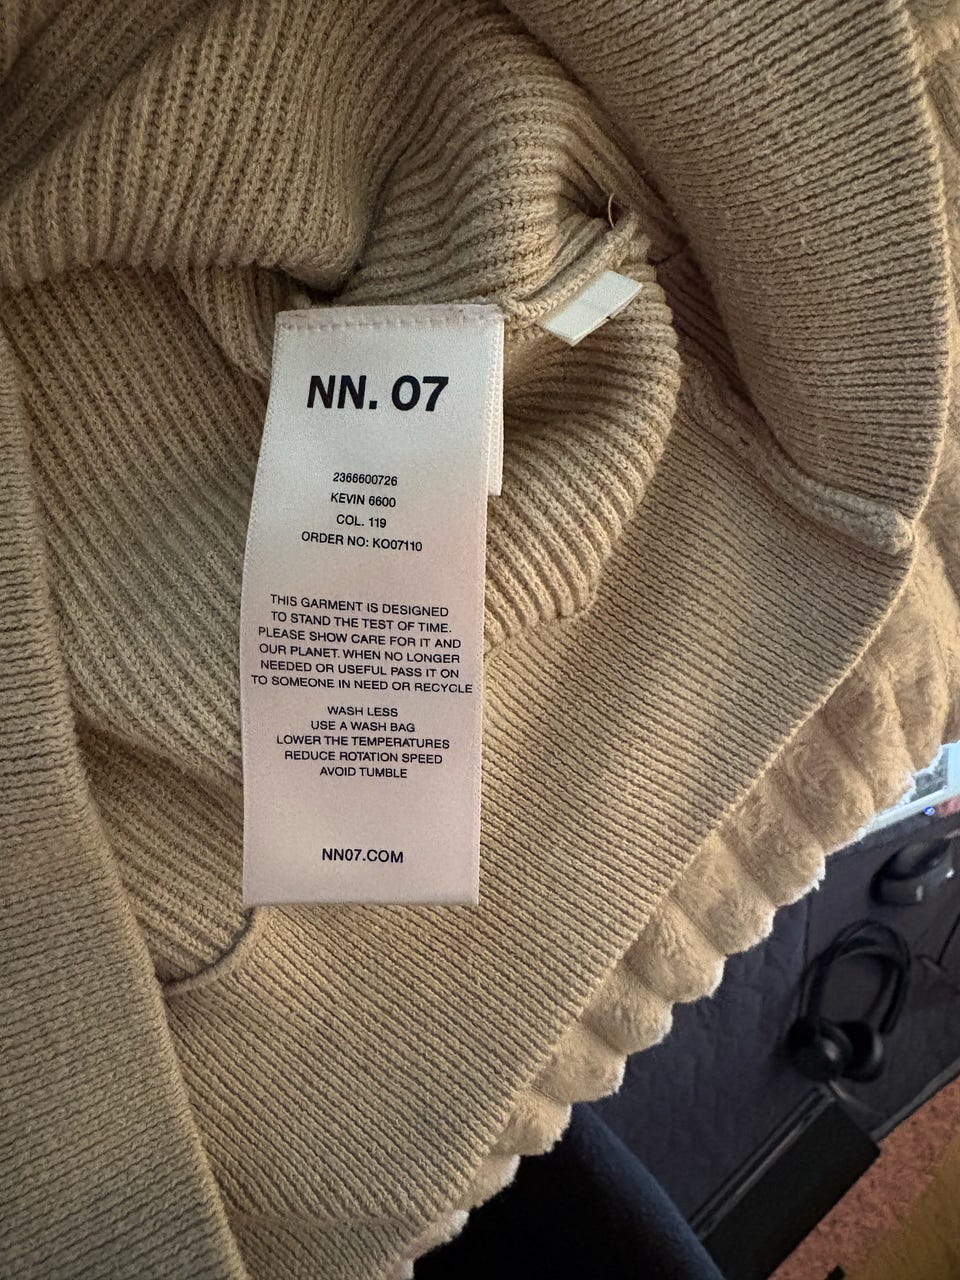 NN. 07
2366600726
KEVIN 6600
COL. 119
ORDER NO: KO07110
THIS GARMENT IS DESIGNED
TO STAND THE TEST OF TIME.
PLEASE SHOW CARE FOR IT AND
OUR PLANET. WHEN NO LONGER
NEEDED OR USEFUL PASS IT ON
TO SOMEONE IN NEED OR RECYCLE
WASH LESS
USE A WASH BAG
LOWER THE TEMPERATURES
REDUCE ROTATION SPEED
AVOID TUMBLE
NN07.COM